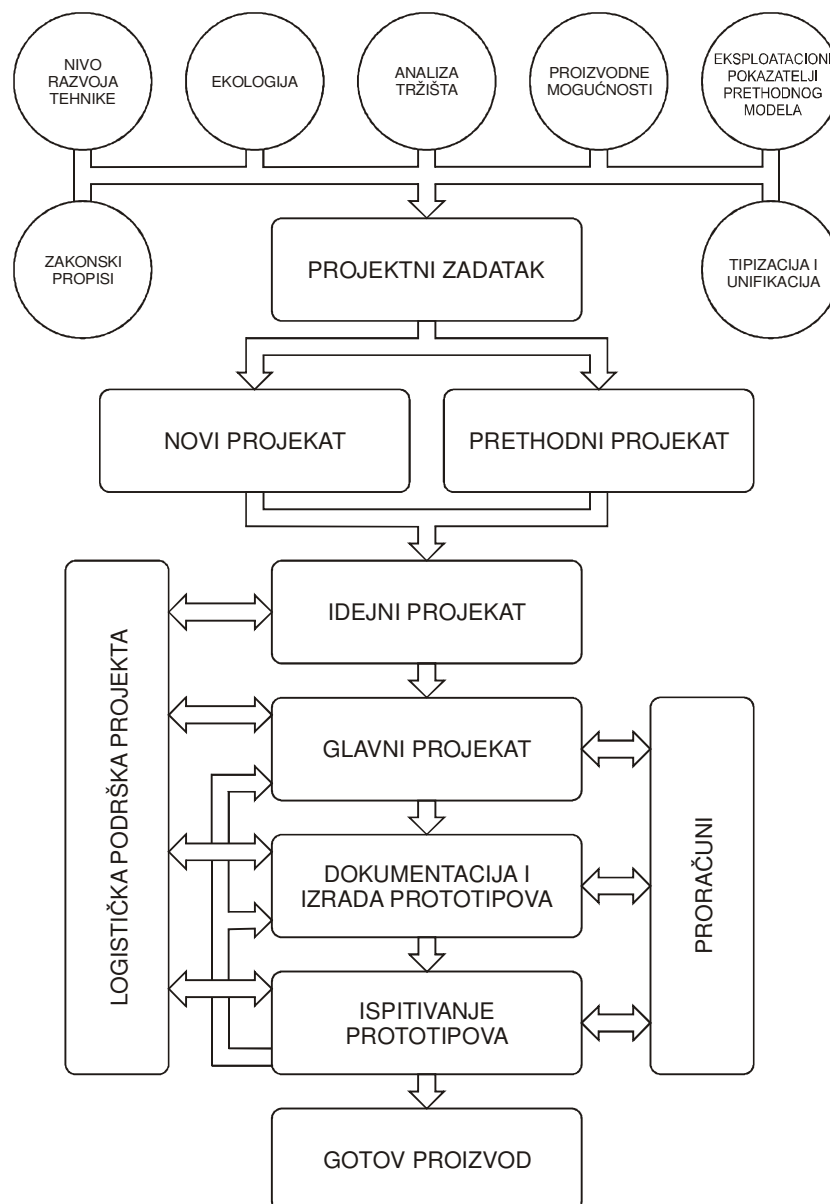 NIVO
RAZVOJA
TEHNIKE
EKOLOGIJA
ANALIZA
TRŽIŠTA
PROIZVODNE
MOGUĆNOSTI
EKSPLOATACIONI
POKAZATELJI
PRETHODNOG
MODELA
ZAKONSKI
PROPISI
PROJEKTNI ZADATAK
TIPIZACIJA I
UNIFIKACIJA
NOVI PROJEKAT
PRETHODNI PROJEKAT
LOGISTIČKA PODRŠKA PROJEKTA
IDEJNI PROJEKAT
GLAVNI PROJEKAT
DOKUMENTACIJA I
IZRADA PROTOTIPOVA
ISPITIVANJE
PROTOTIPOVA
PRORAČUNI
GOTOV PROIZVOD